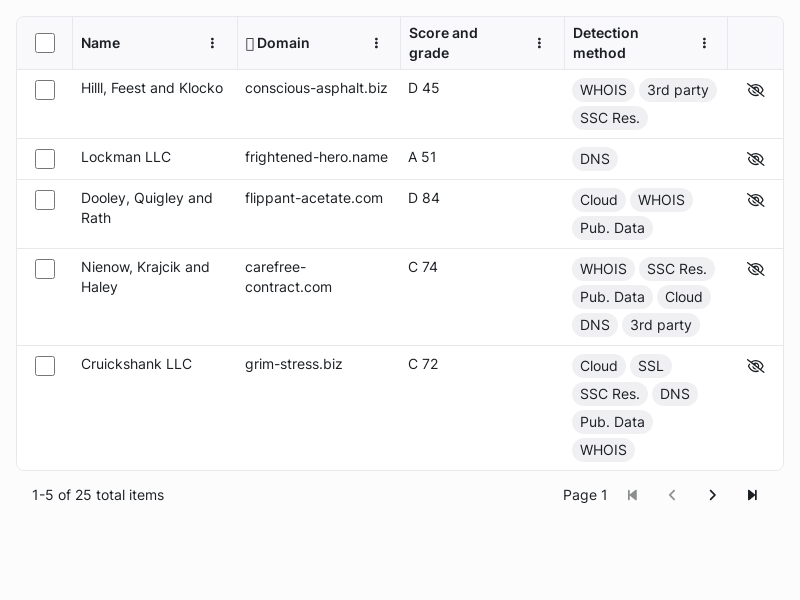 Name Domain Score and grade Detection method
Hilll, Feest and Klocko conscious-asphalt.biz D 45 WHOIS 3rd party
SSC Res.
Lockman LLC frightened-hero.name A 51 DNS
Dooley, Quigley and Rath flippant-acetate.com D 84 Cloud WHOIS
Pub. Data
Nienow, Krajcik and Haley carefree-contract.com C 74 WHOIS SSC Res.
Pub. Data Cloud
DNS 3rd party
Cruickshank LLC grim-stress.biz C 72 Cloud SSL
SSC Res. DNS
Pub. Data
WHOIS
1-5 of 25 total items Page 1